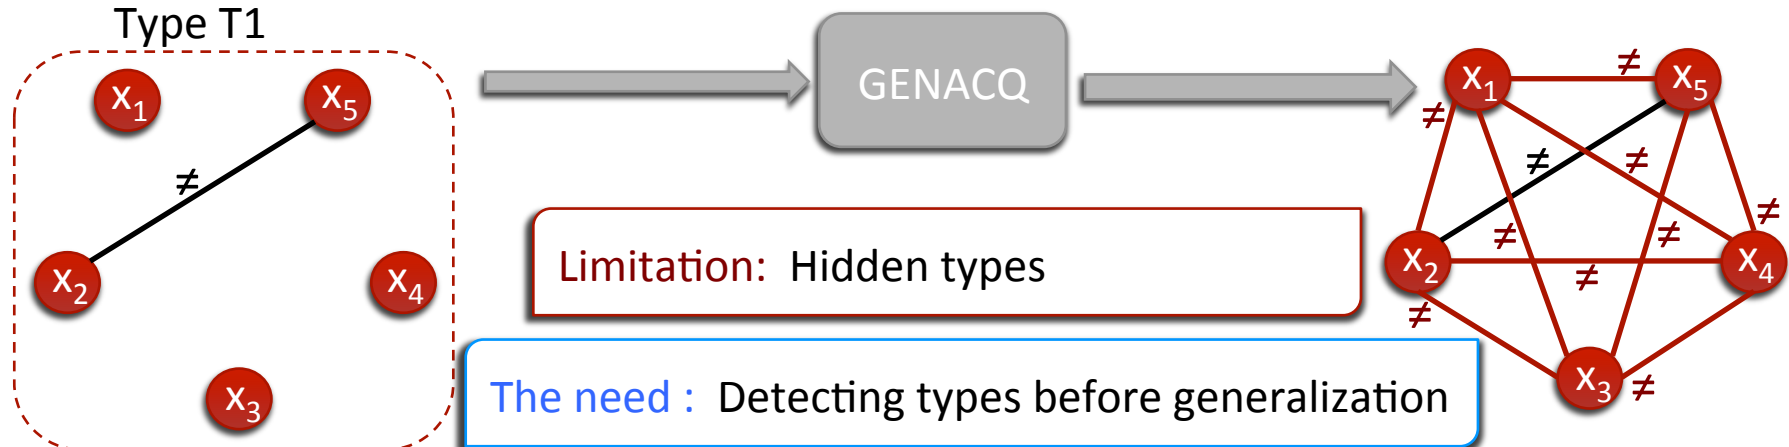 Type T1
x₁
x₅
≠
x₂
x₄
x₃
GENACQ
Limitation: Hidden types
The need : Detecting types before generalization
x₁
≠
x₅
≠
≠
≠
≠
≠
≠
x₂
≠
x₄
≠
x₃
≠